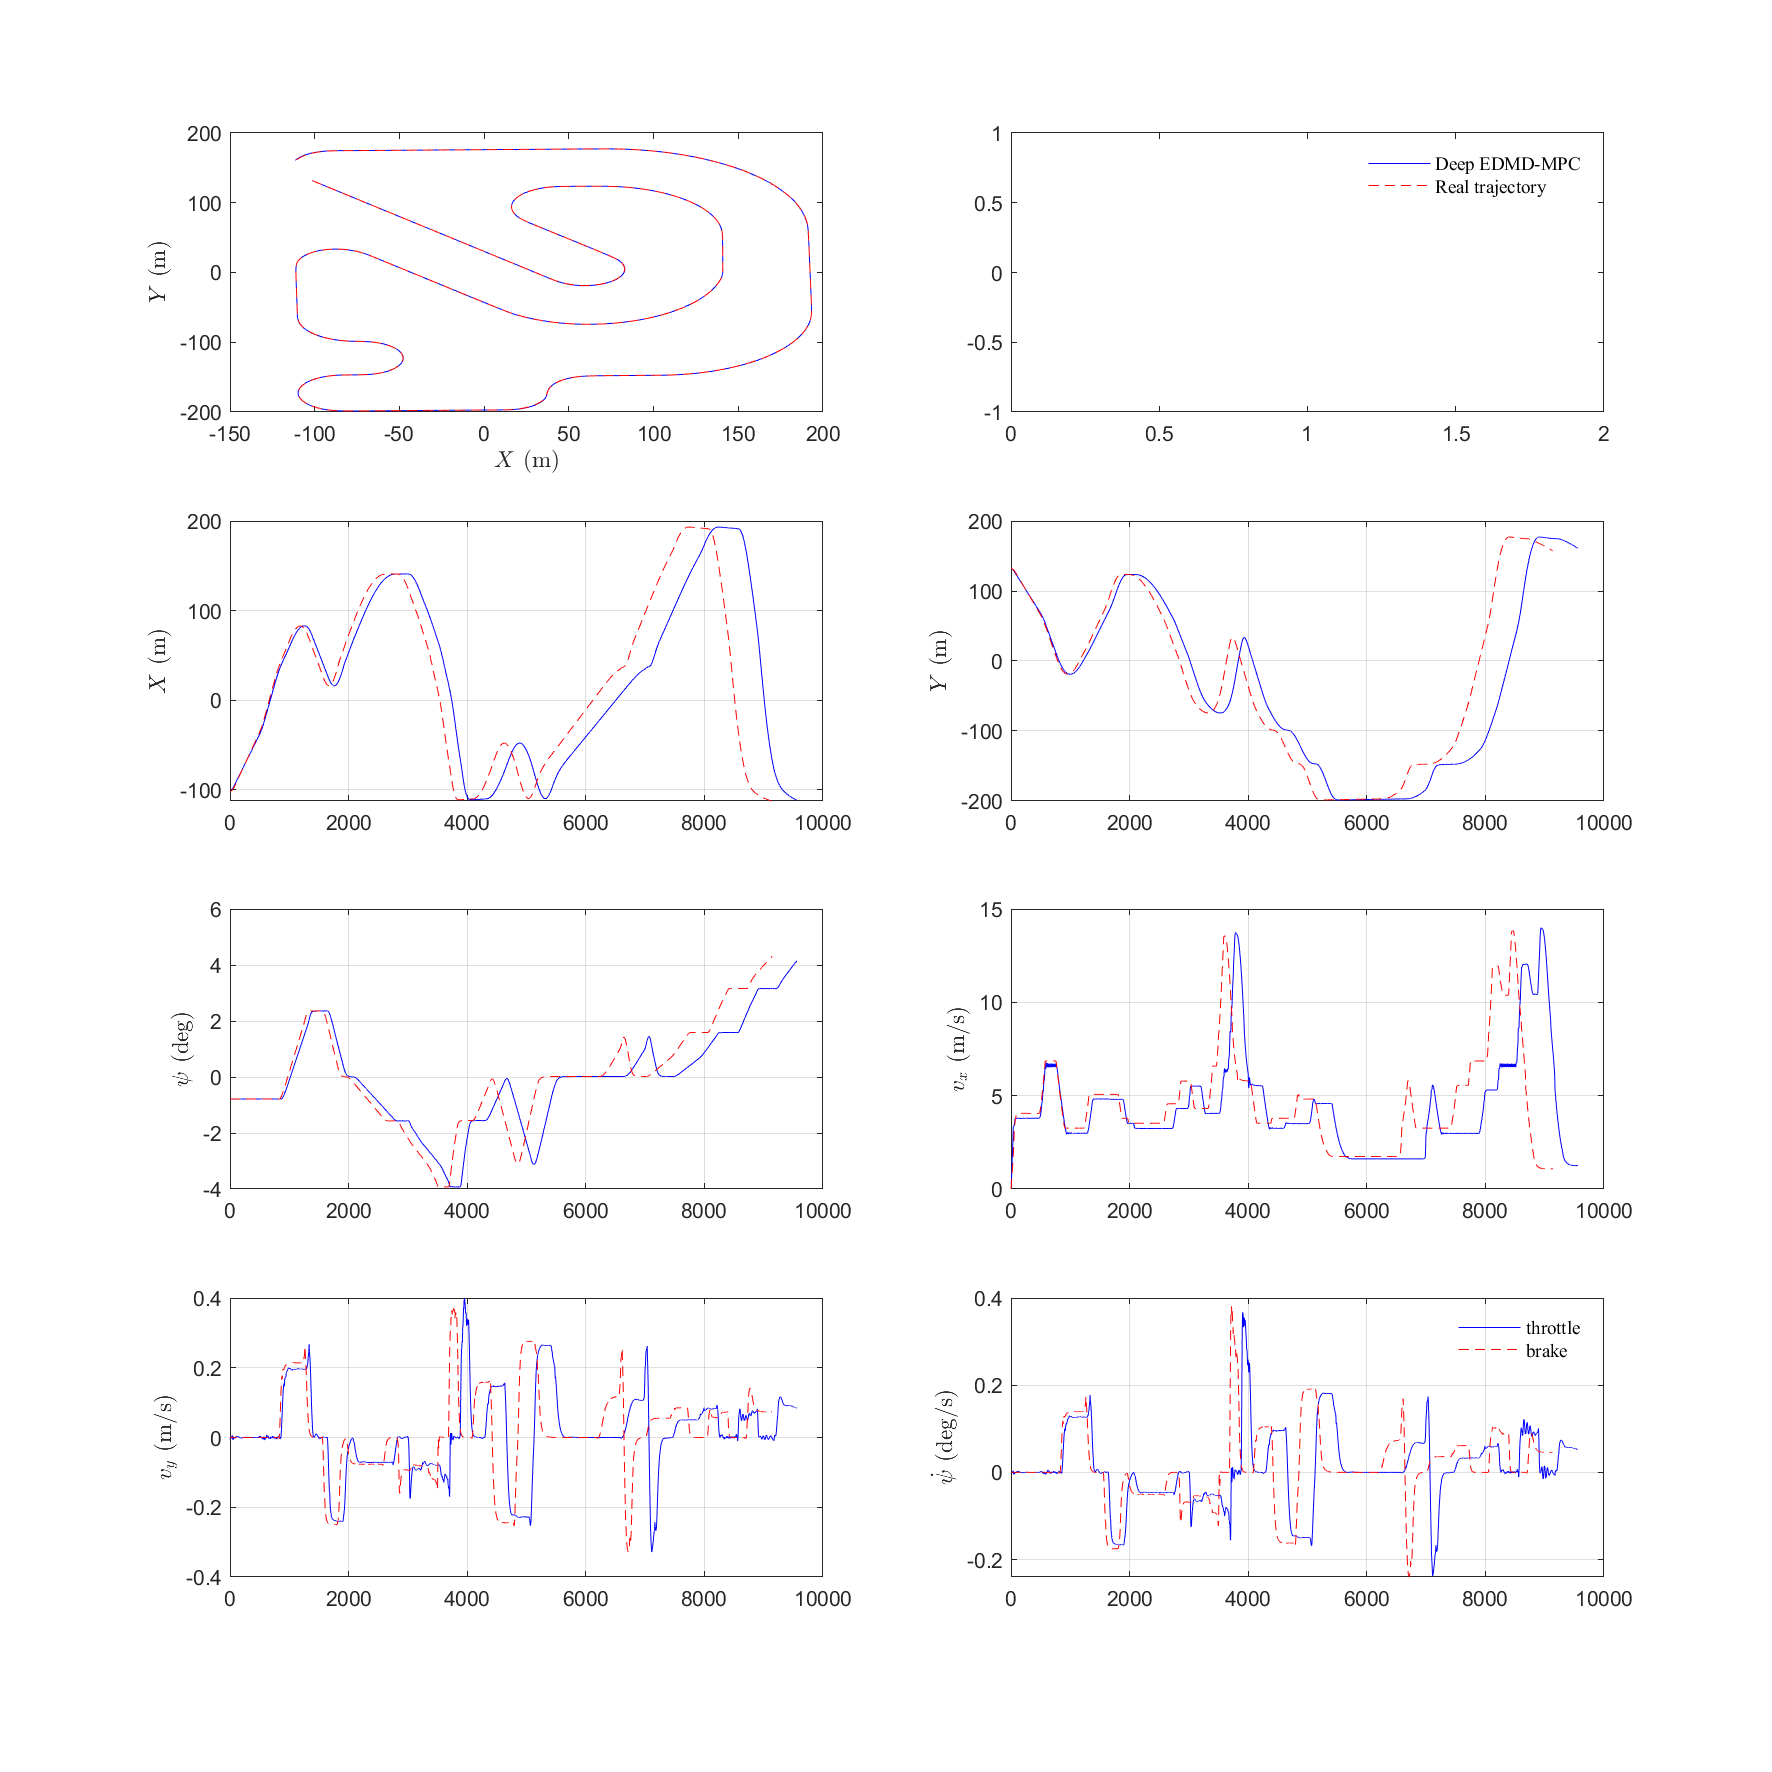 200
100
0
-100
-200
Y (m)
-150 -100 -50 0 50 100 150 200
X (m)
1
0.5
0
-0.5
-1
Deep EDMD-MPC
Real trajectory
0 0.5 1 1.5 2
200
100
0
-100
X (m)
0 2000 4000 6000 8000 10000
200
100
0
-100
-200
Y (m)
0 2000 4000 6000 8000 10000
6
4
2
0
-2
-4
ψ (deg)
0 2000 4000 6000 8000 10000
15
10
5
0
vₓ (m/s)
0 2000 4000 6000 8000 10000
0.4
0.2
0
-0.2
-0.4
v_y (m/s)
0 2000 4000 6000 8000 10000
0.4
0.2
0
-0.2
ψ̇ (deg/s)
throttle
brake
0 2000 4000 6000 8000 10000